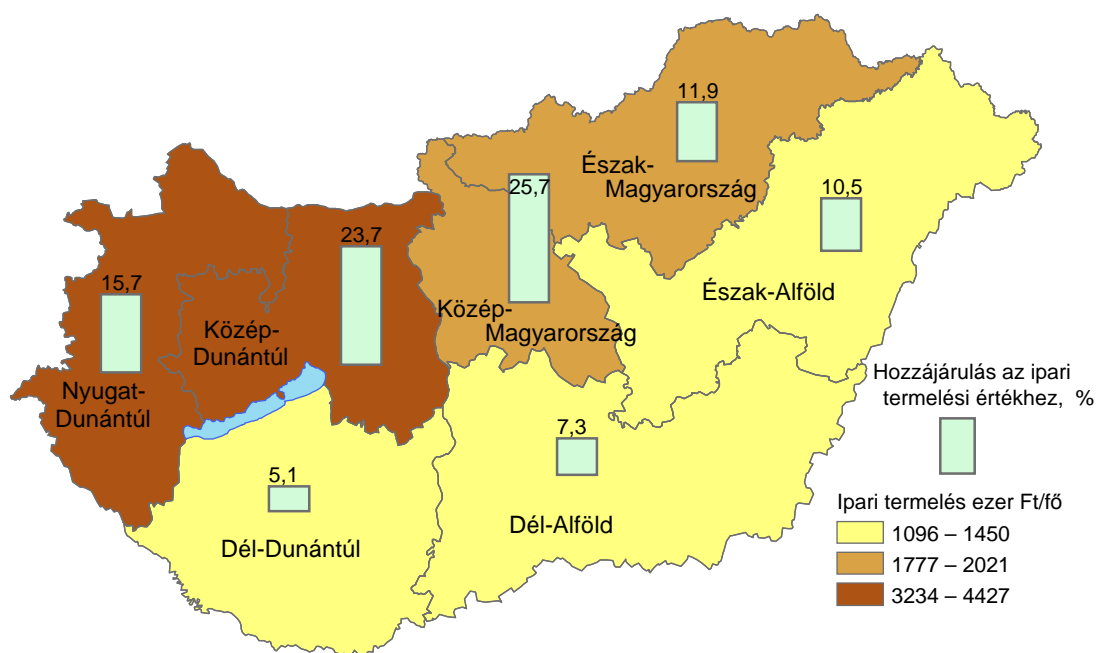 11,9
Észak-
Magyarország
25,7
10,5
23,7
15,7
Közép-
Dunántúl
Közép-
Magyarország
Észak-Alföld
Nyugat-
Dunántúl
Hozzájárulás az ipari
termelési értékhez, %
7,3
5,1
Dél-Alföld
Dél-Dunántúl
Ipari termelés ezer Ft/fő
1096 – 1450
1777 – 2021
3234 – 4427